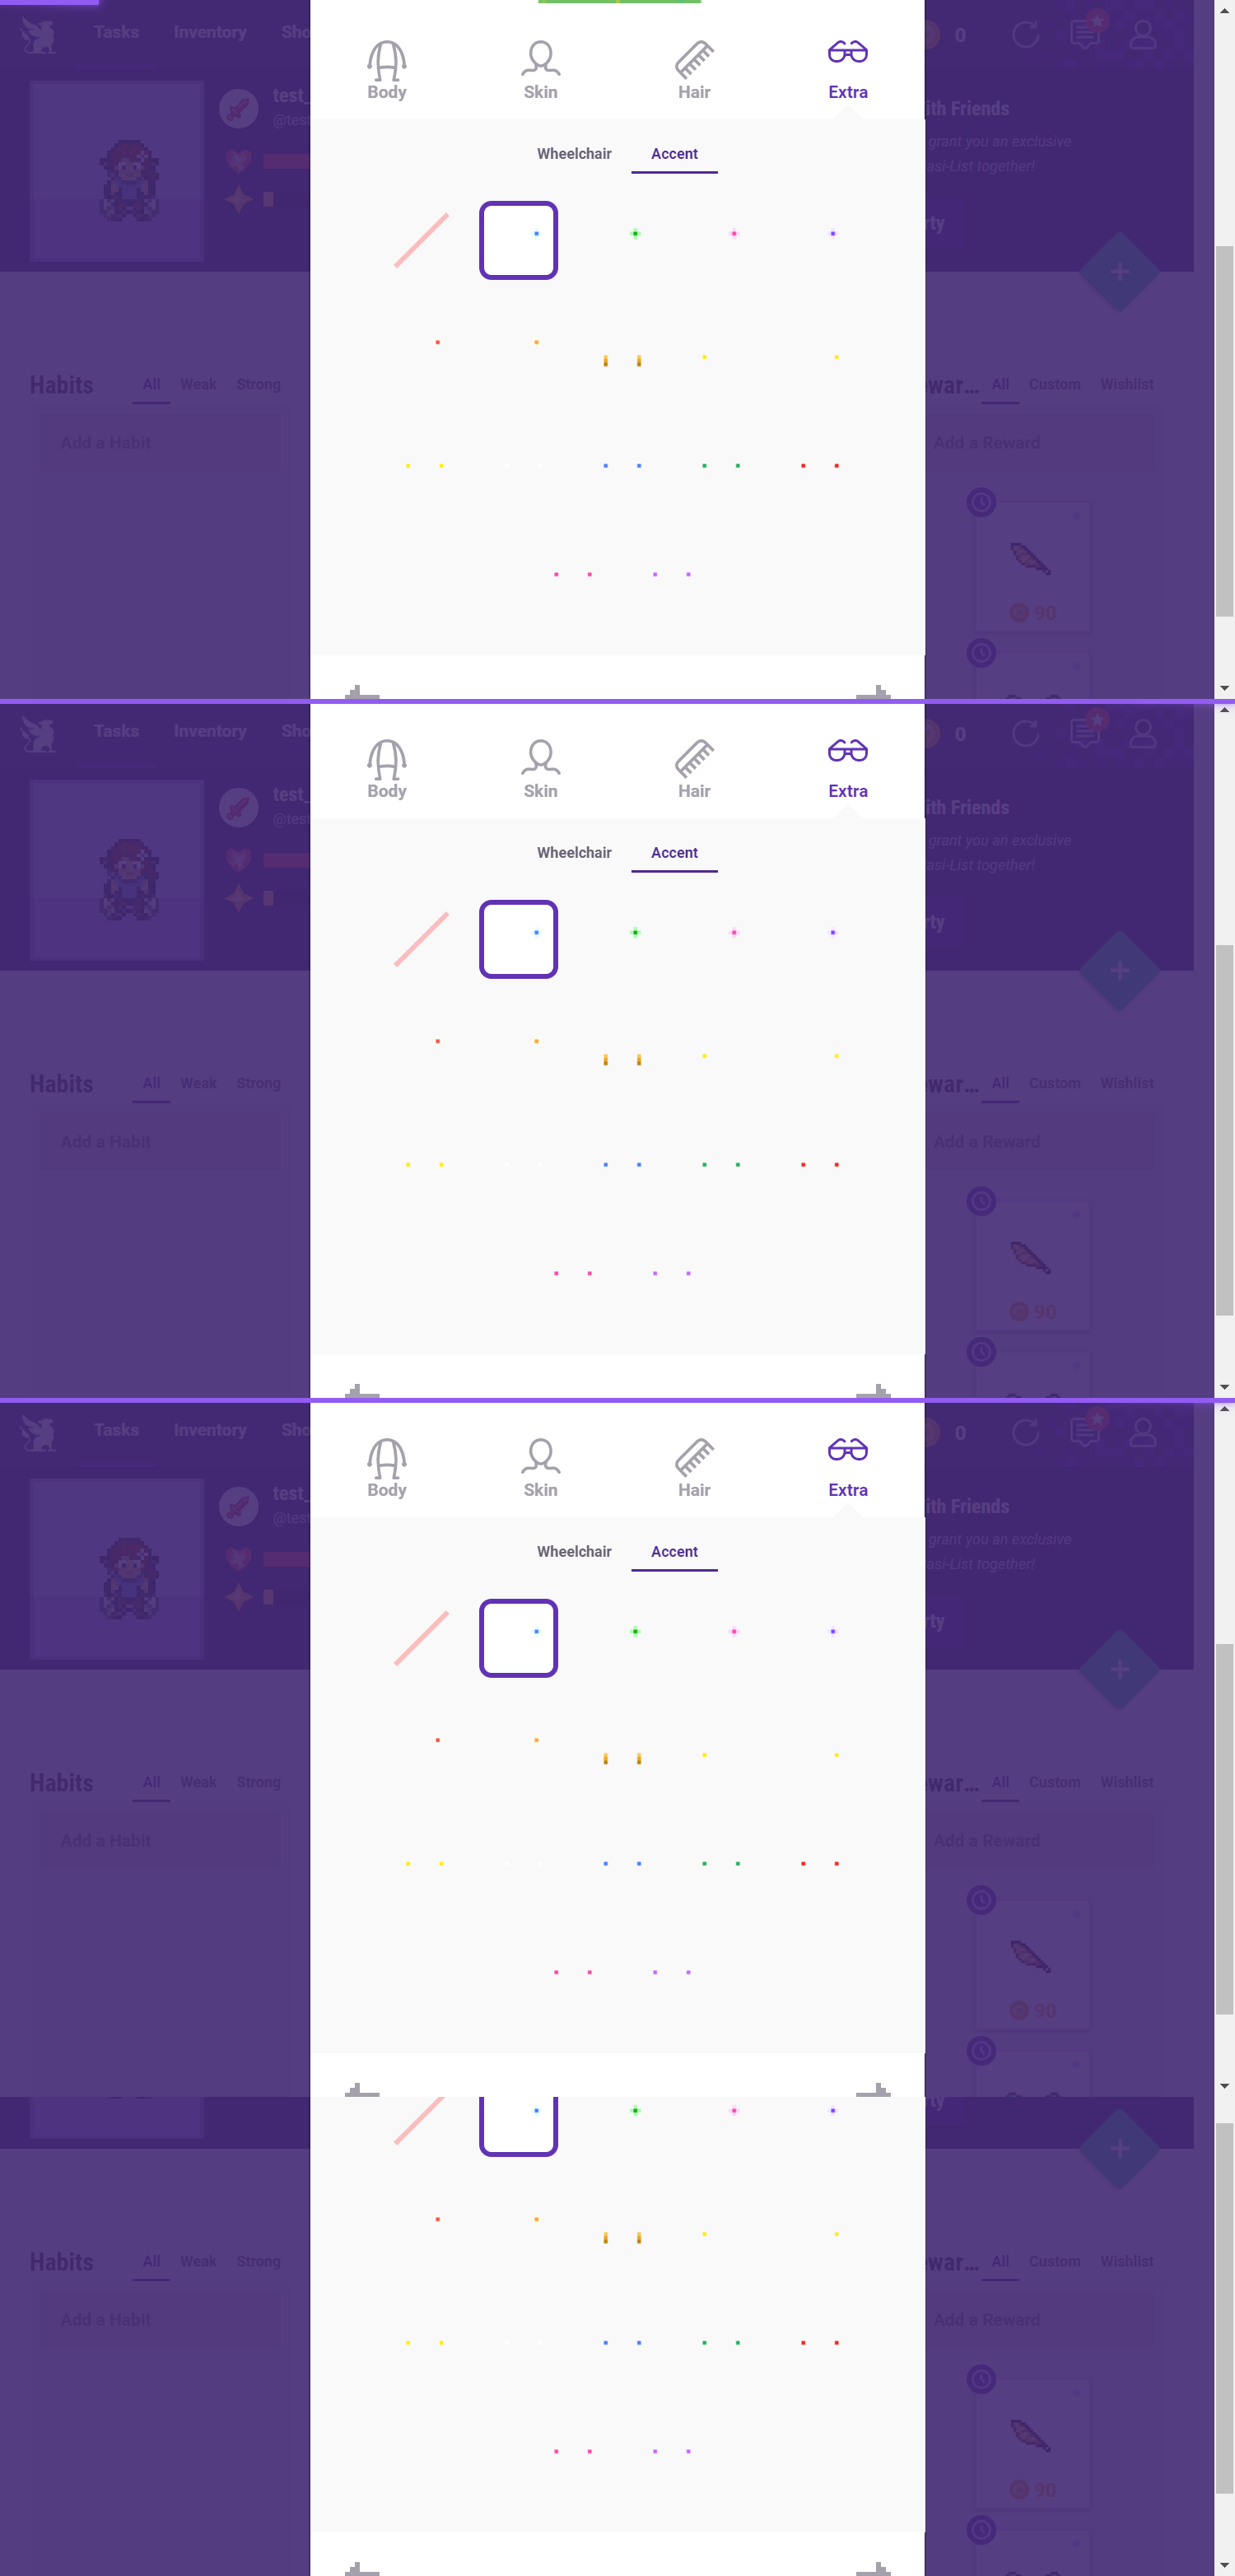 Tasks Inventory Sho 0
Body Skin Hair Extra
test_
@test
ith Friends
grant you an exclusive
asi-List together!
Wheelchair Accent
rty
Habits All Weak Strong
ewar... All Custom Wishlist
Add a Habit
Add a Reward
90
Tasks Inventory Sho 0
Body Skin Hair Extra
test_
@test
ith Friends
grant you an exclusive
asi-List together!
Wheelchair Accent
rty
Habits All Weak Strong
ewar... All Custom Wishlist
Add a Habit
Add a Reward
90
Tasks Inventory Sho 0
Body Skin Hair Extra
test_
@test
ith Friends
grant you an exclusive
asi-List together!
Wheelchair Accent
rty
Habits All Weak Strong
ewar... All Custom Wishlist
Add a Habit
Add a Reward
90
rty
Habits All Weak Strong
ewar... All Custom Wishlist
Add a Habit
Add a Reward
90